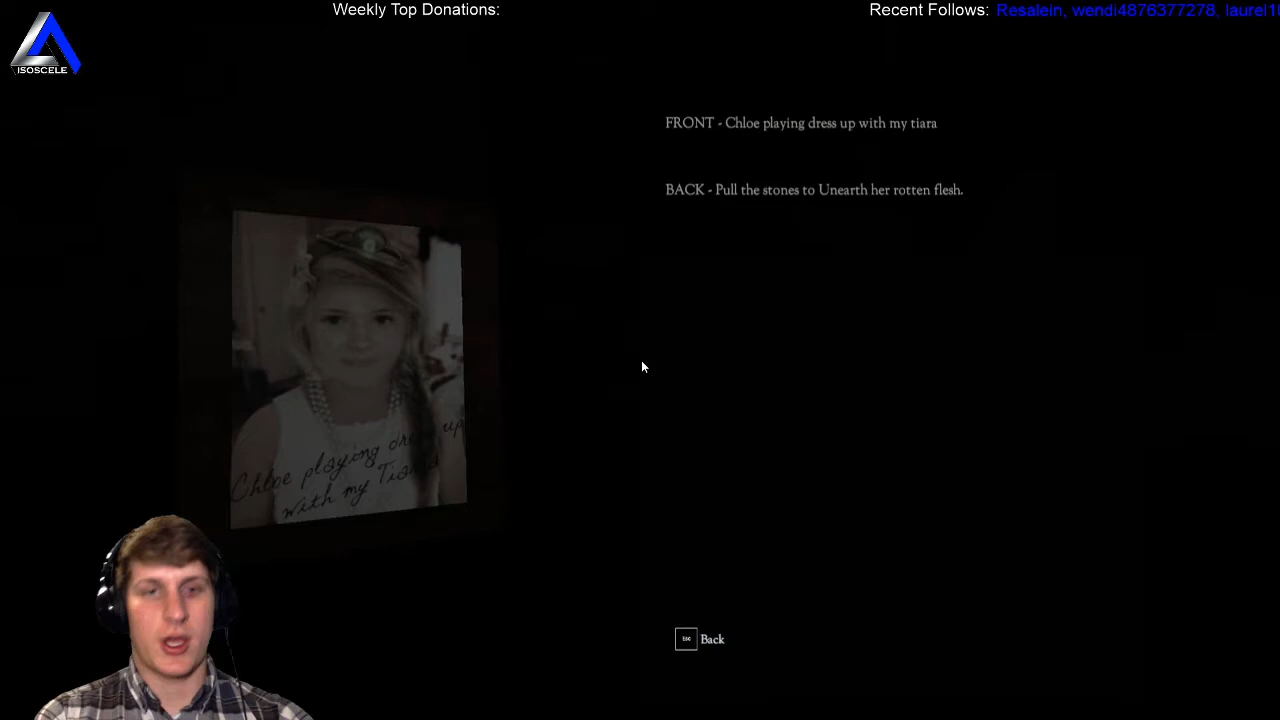 Weekly Top Donations:
Recent Follows: Resalein, wendi4876377278,
ISOSCELE
FRONT - Chloe playing dress up with my tiara
BACK - Pull the stones to Unearth her rotten flesh.
Chloe playing dress up
with my Tiara
Esc Back